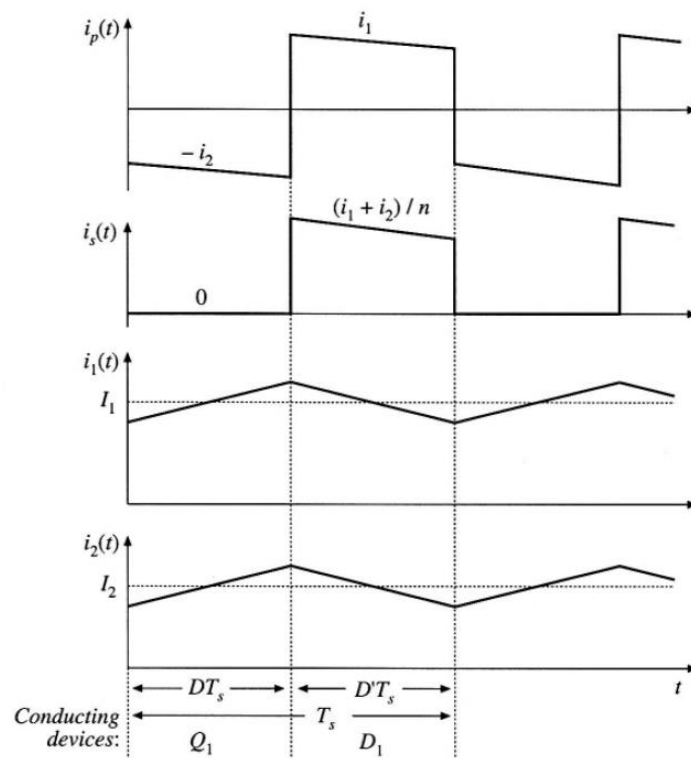 i_p(t)
i_1
− i_2
i_s(t)
(i_1 + i_2) / n
0
i_1(t)
I_1
i_2(t)
I_2
DT_s D'T_s t
Conducting T_s
devices: Q_1 D_1